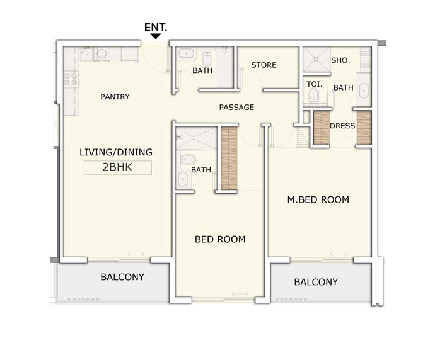 ENT.
BATH
STORE
SHO.
TOI.
BATH
PANTRY
PASSAGE
DRESS
LIVING/DINING
2BHK
BATH
M.BED ROOM
BED ROOM
BALCONY
BALCONY